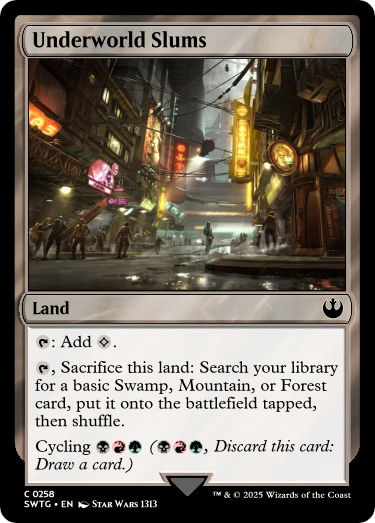 Underworld Slums
Land
: Add .
, Sacrifice this land: Search your library
for a basic Swamp, Mountain, or Forest
card, put it onto the battlefield tapped,
then shuffle.
Cycling ( , Discard this card:
Draw a card.)
C 0258
SWTG • EN STAR WARS 1313
™ & © 2025 Wizards of the Coast